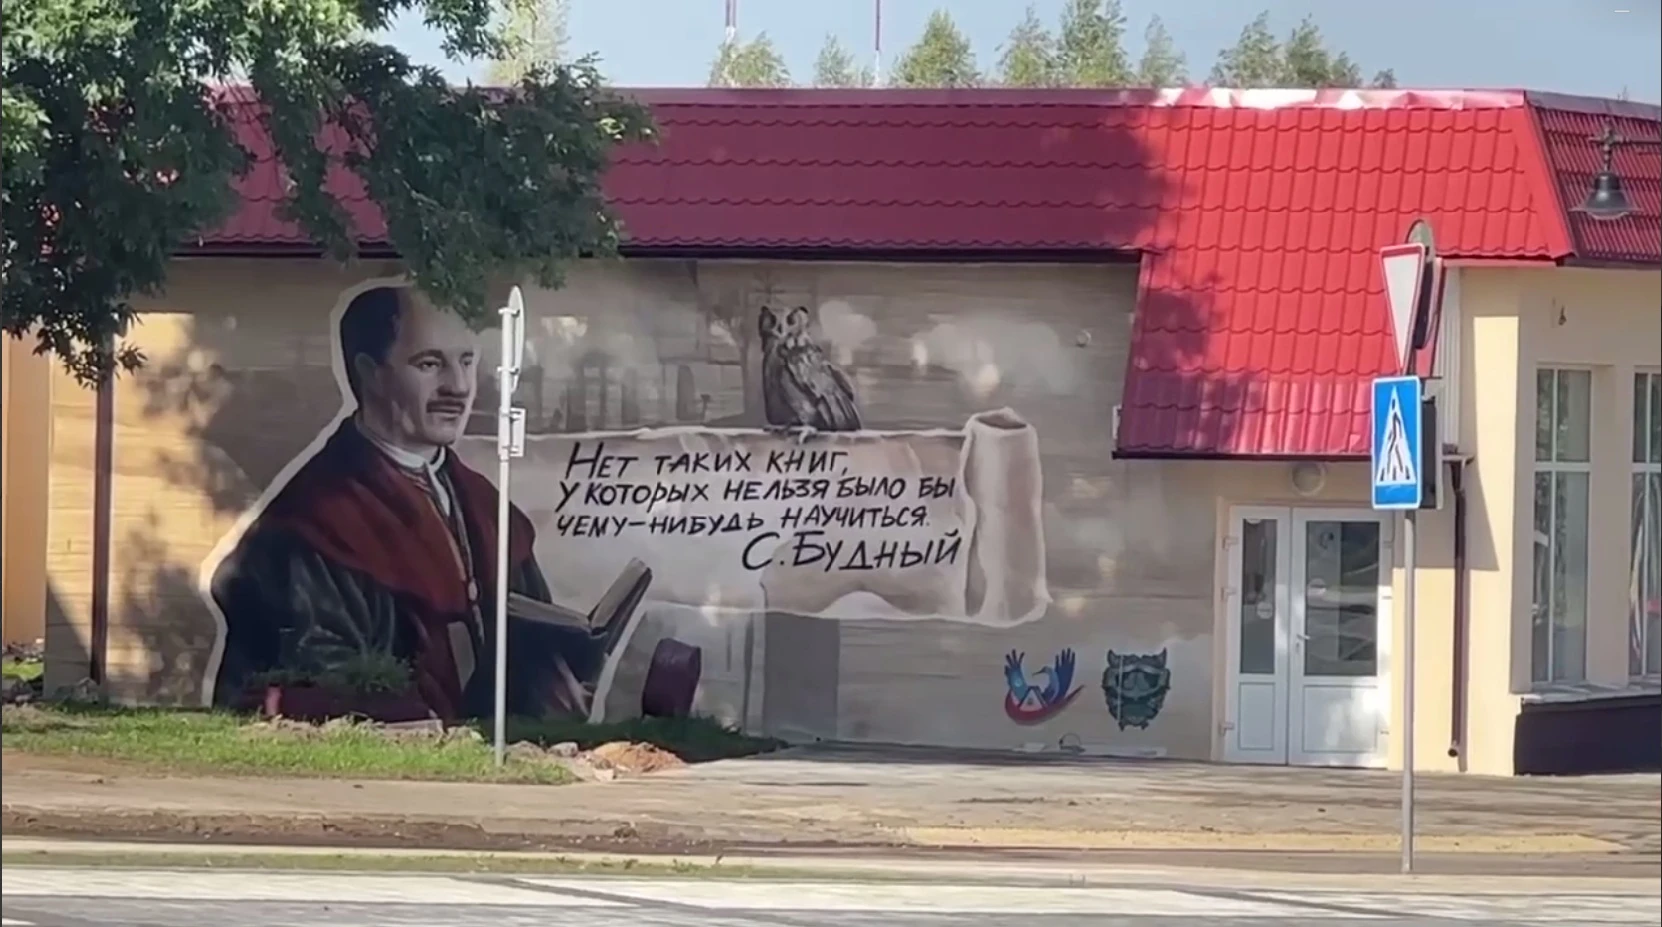 Нет таких книг,
у которых нельзя было бы
чему-нибудь научиться.
С. Будный